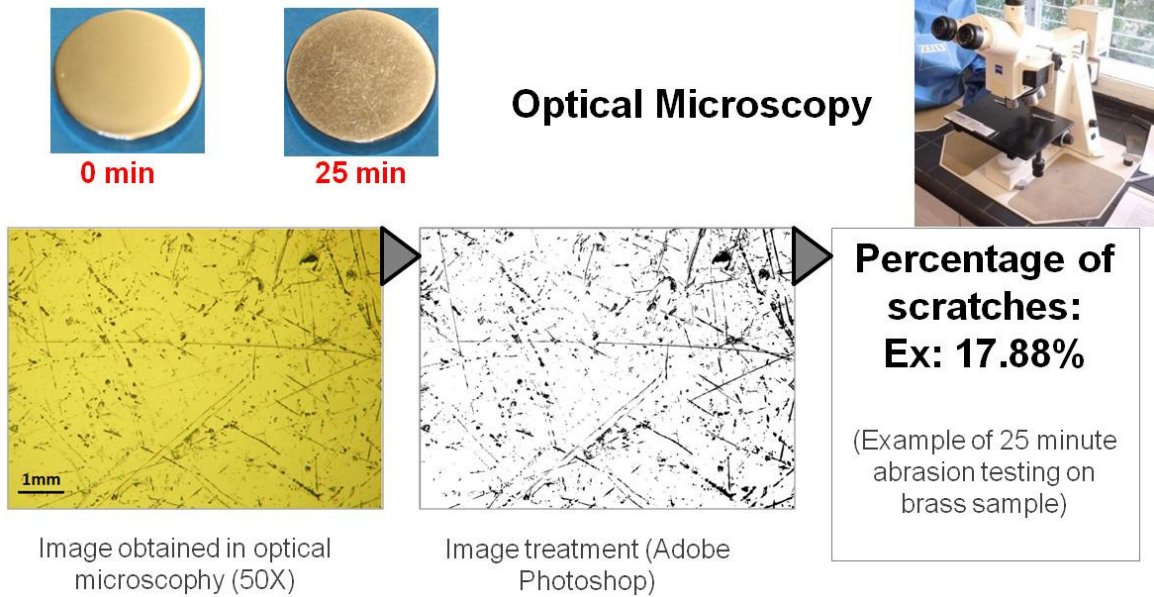 0 min
25 min
Optical Microscopy
ZEISS
1mm
Image obtained in optical
microscophy (50X)
Image treatment (Adobe
Photoshop)
Percentage of
scratches:
Ex: 17.88%
(Example of 25 minute
abrasion testing on
brass sample)